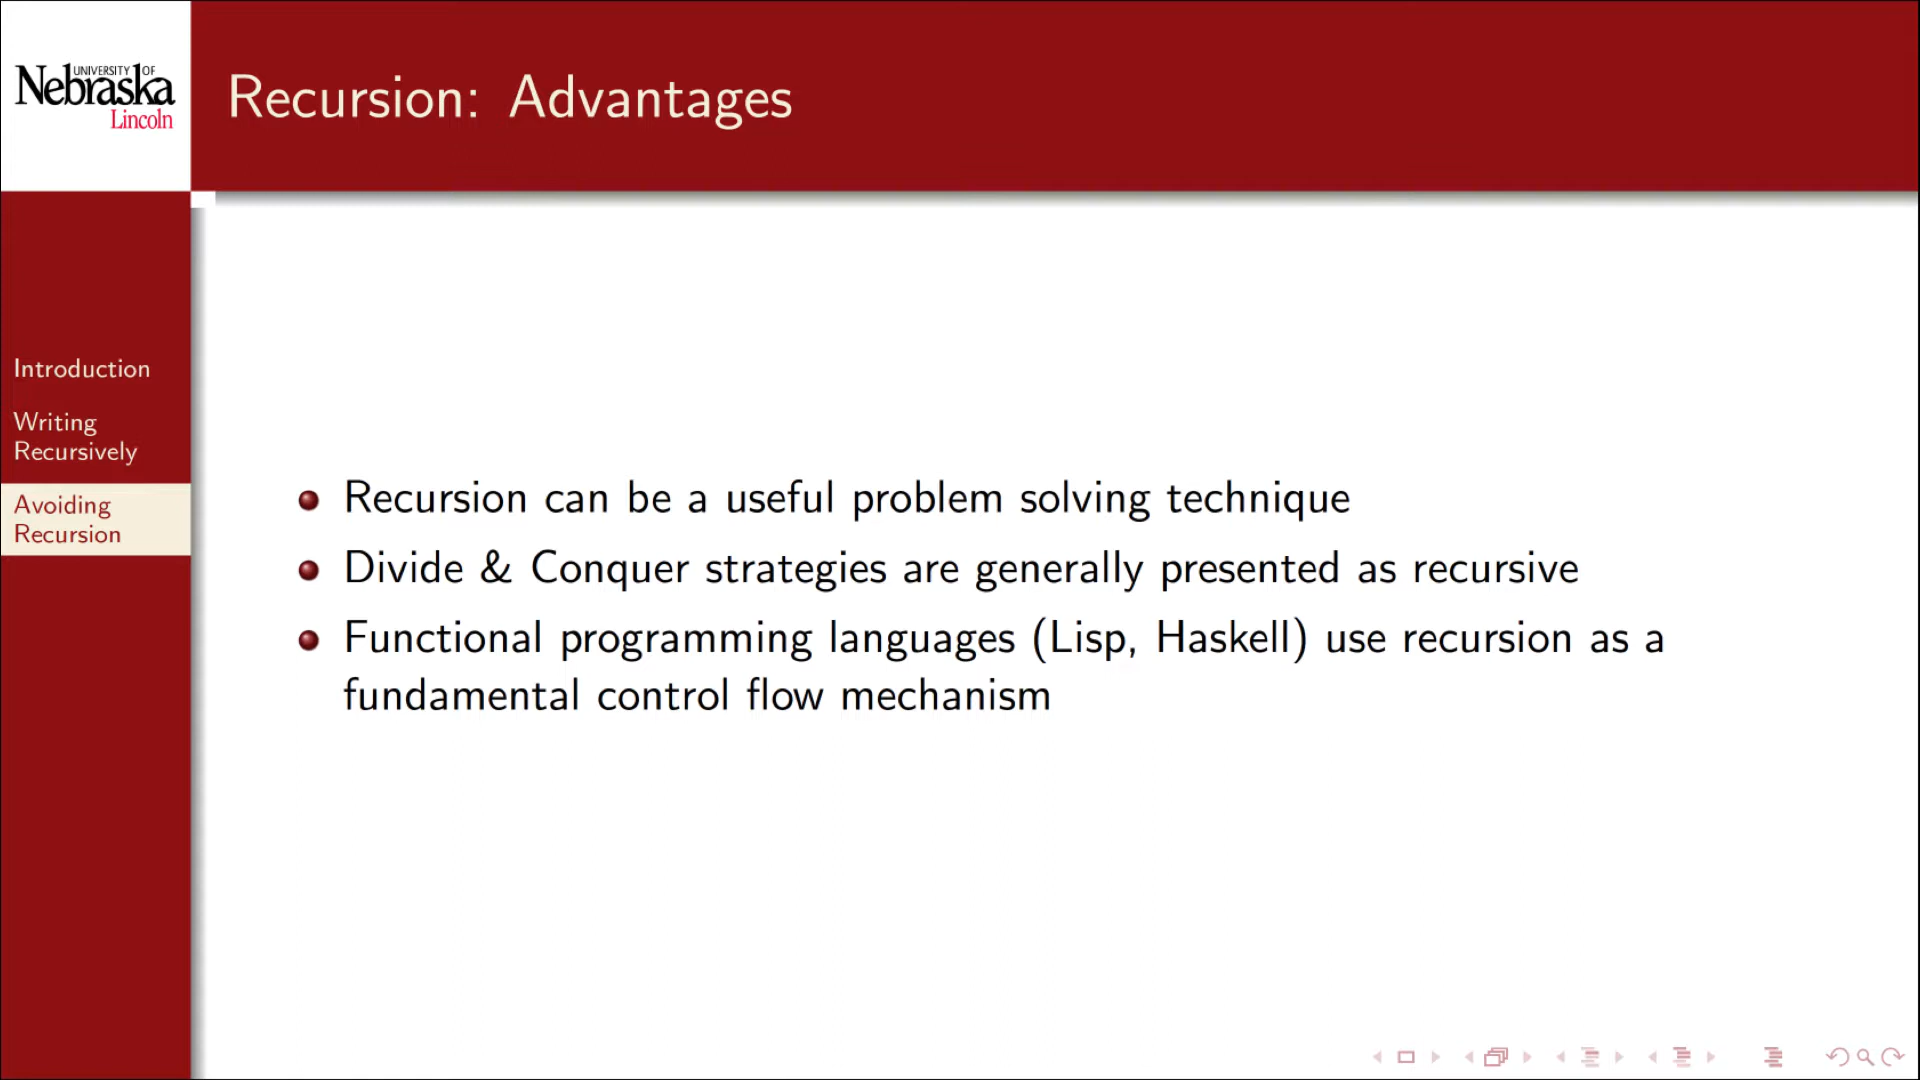 UNIVERSITY OF
Nebraska
Lincoln
Recursion: Advantages
Introduction
Writing
Recursively
Avoiding
Recursion
Recursion can be a useful problem solving technique
Divide & Conquer strategies are generally presented as recursive
Functional programming languages (Lisp, Haskell) use recursion as a
fundamental control flow mechanism